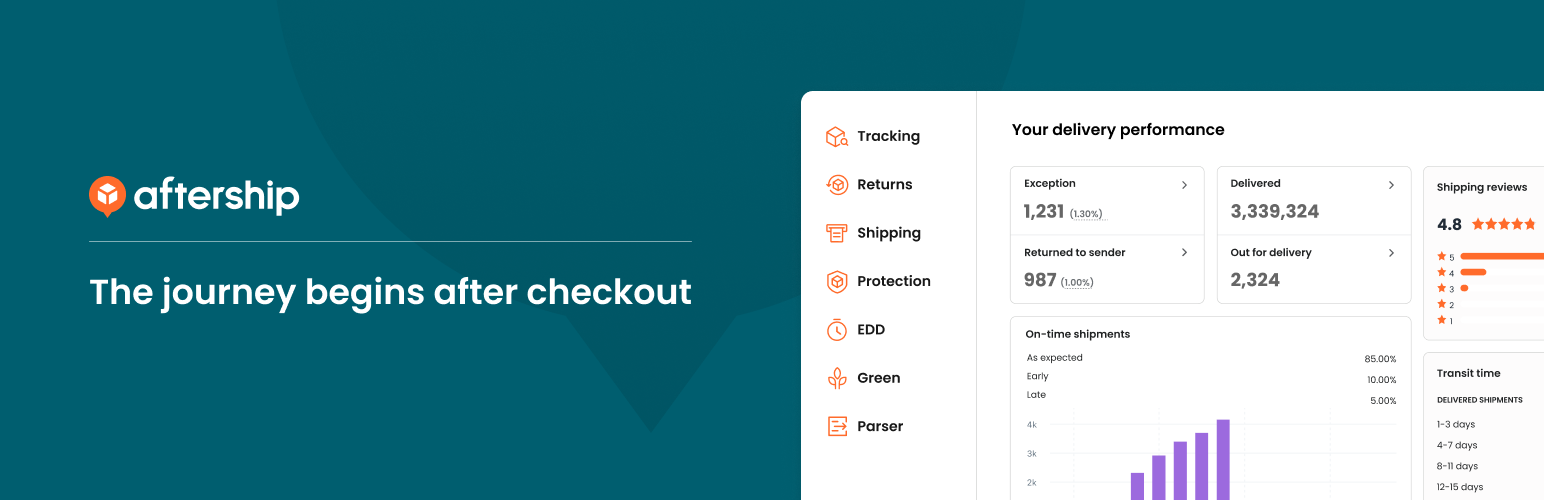 aftership
The journey begins after checkout
Tracking
Returns
Shipping
Protection
EDD
Green
Parser
Your delivery performance
Exception
1,231 (1.30%)
Returned to sender
987 (1.00%)
Delivered
3,339,324
Out for delivery
2,324
On-time shipments
As expected 85.00%
Early 10.00%
Late 5.00%
4k
3k
2k
Shipping reviews
4.8
5
4
3
2
1
Transit time
DELIVERED SHIPMENTS
1-3 days
4-7 days
8-11 days
12-15 days